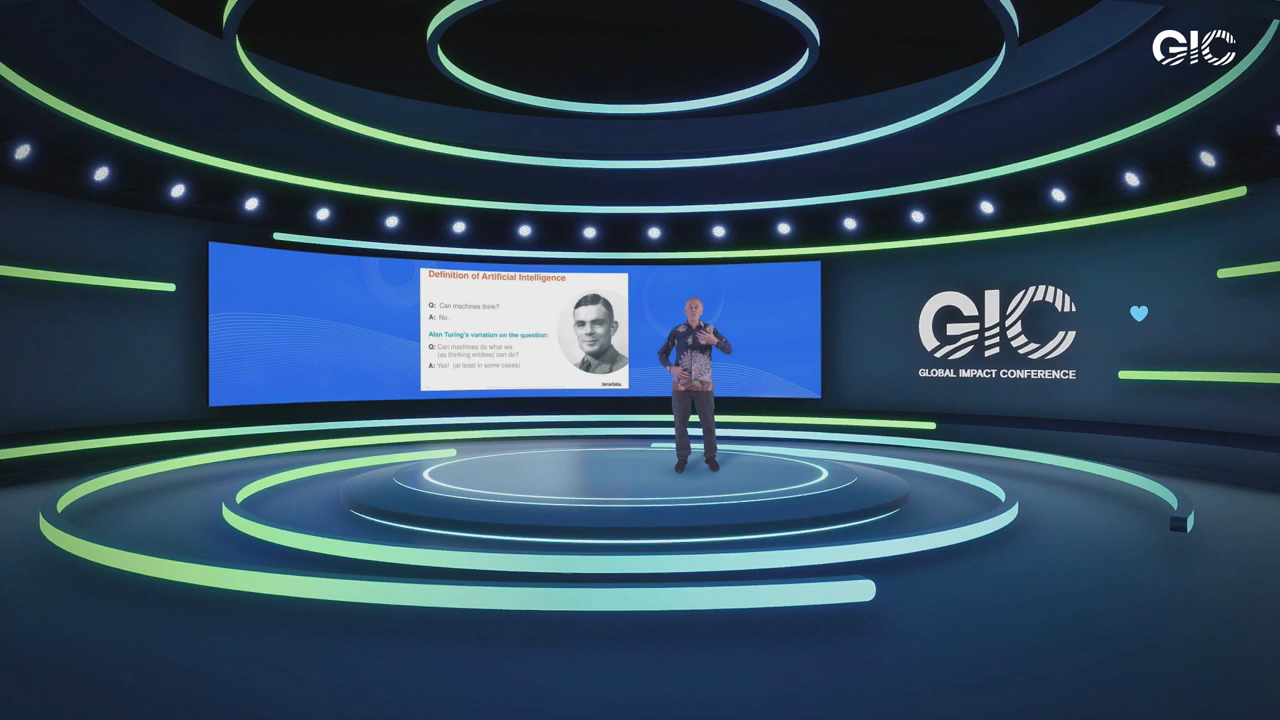 GIC
Definition of Artificial Intelligence
Q: Can machines think?
A: No.
Alan Turing's variation on the question:
Q: Can machines do what we
(as thinking entities) can do?
A: Yes! (at least in some cases)
teradata.
GIC
GLOBAL IMPACT CONFERENCE